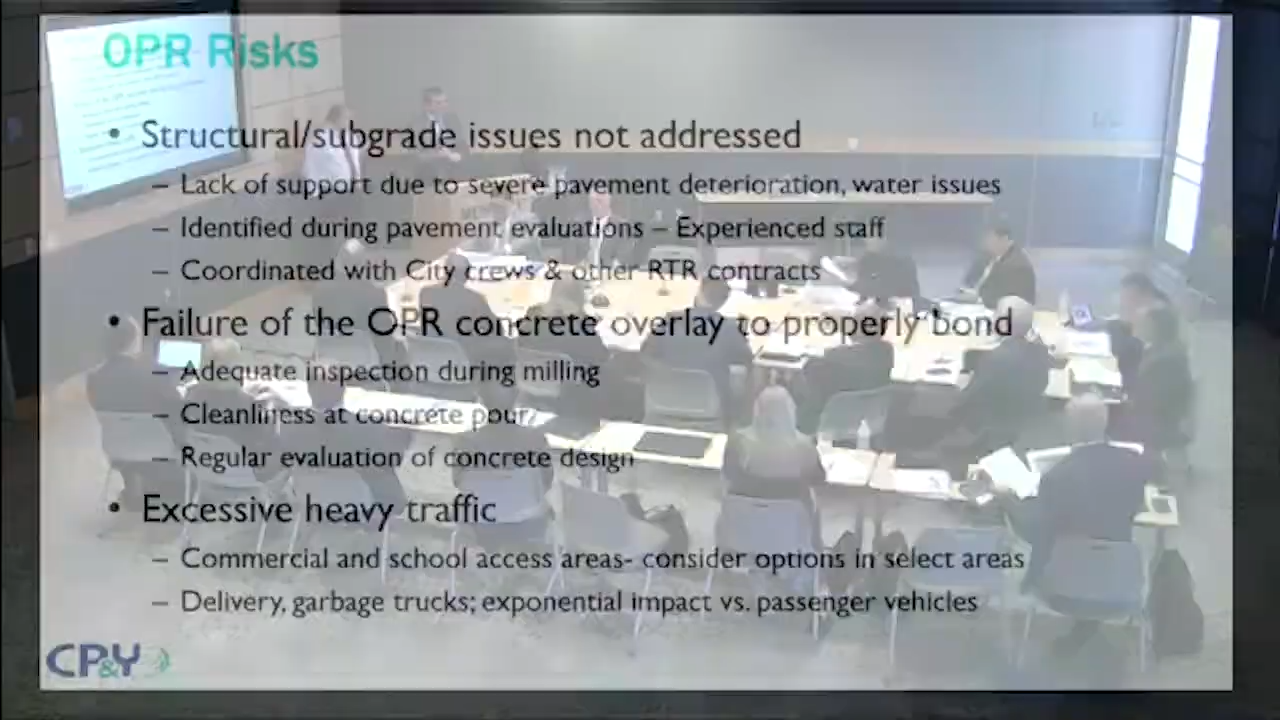 OPR Risks
• Structural/subgrade issues not addressed
– Lack of support due to severe pavement deterioration, water issues
– Identified during pavement evaluations – Experienced staff
– Coordinated with City crews & other RTR contracts
• Failure of the OPR concrete overlay to properly bond
– Adequate inspection during milling
– Cleanliness at concrete pour
– Regular evaluation of concrete design
• Excessive heavy traffic
– Commercial and school access areas- consider options in select areas
– Delivery, garbage trucks; exponential impact vs. passenger vehicles
CP&Y